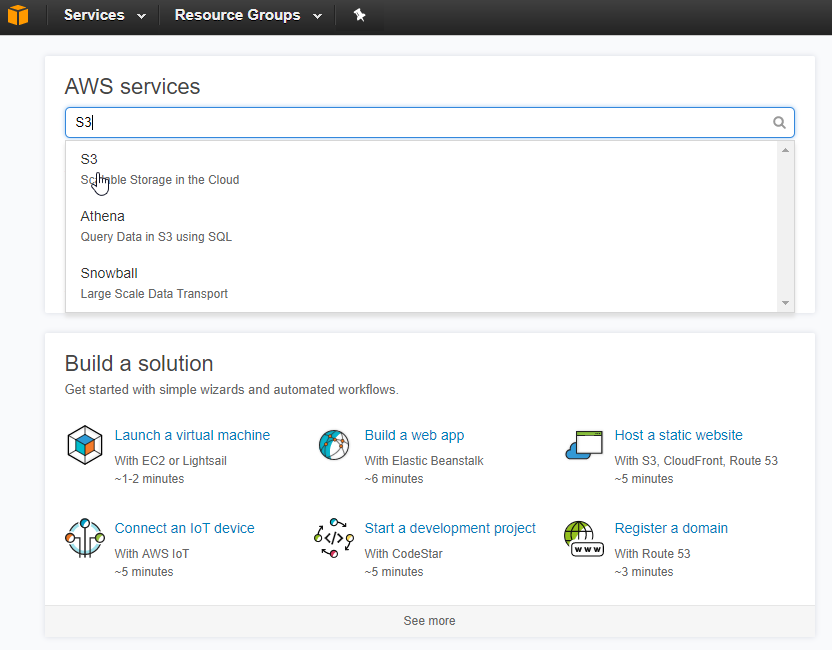 Services Resource Groups
AWS services
S3
S3
Scalable Storage in the Cloud
Athena
Query Data in S3 using SQL
Snowball
Large Scale Data Transport
Build a solution
Get started with simple wizards and automated workflows.
Launch a virtual machine
With EC2 or Lightsail
~1-2 minutes
Build a web app
With Elastic Beanstalk
~6 minutes
Host a static website
With S3, CloudFront, Route 53
~5 minutes
Connect an IoT device
With AWS IoT
~5 minutes
Start a development project
With CodeStar
~5 minutes
www
Register a domain
With Route 53
~3 minutes
See more